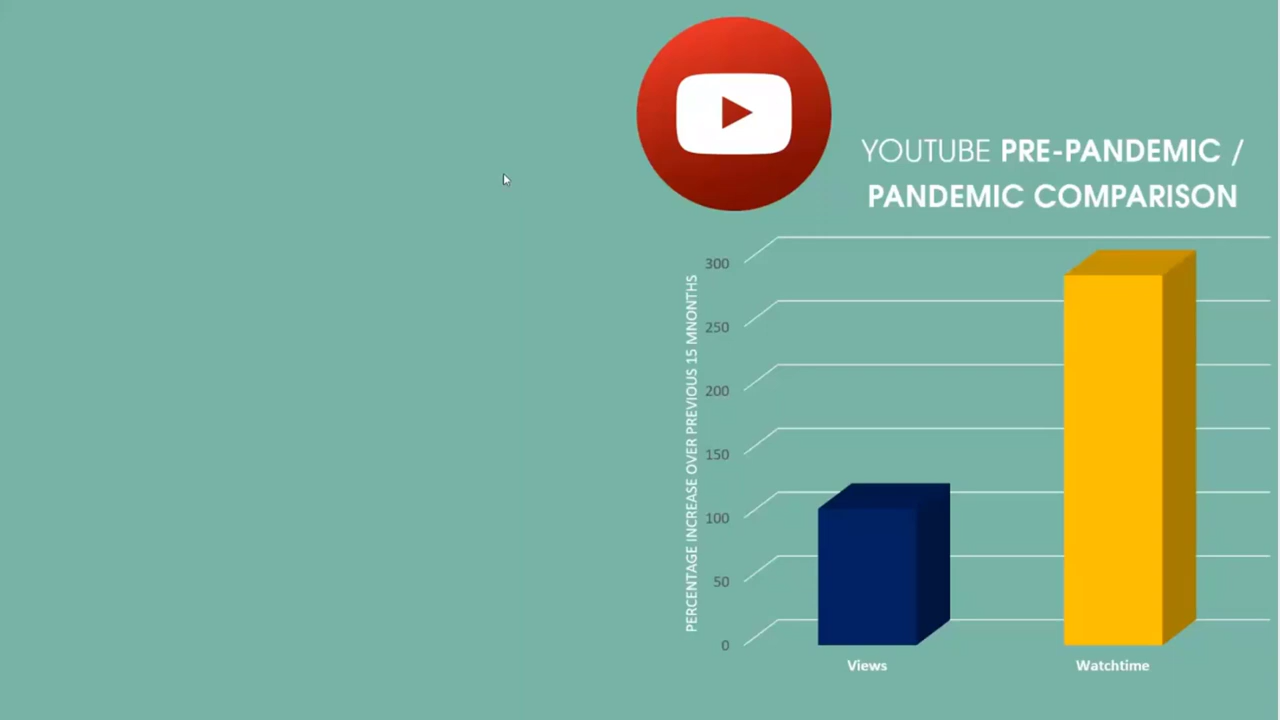 YOUTUBE PRE-PANDEMIC /
PANDEMIC COMPARISON
PERCENTAGE INCREASE OVER PREVIOUS 15 MNONTHS
300
250
200
150
100
50
0
Views
Watchtime